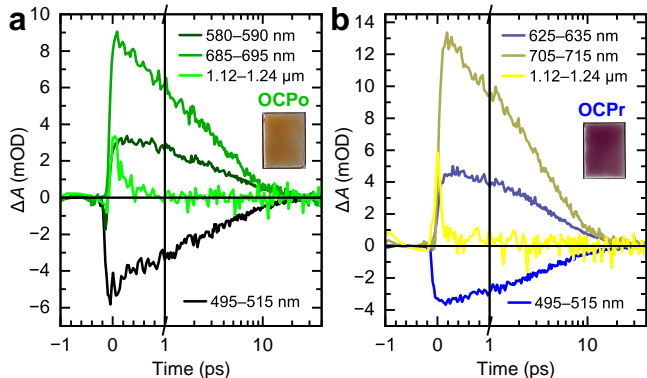 a
580–590 nm
685–695 nm
1.12–1.24 μm
OCPo
495–515 nm
ΔA (mOD)
10
8
6
4
2
0
−2
−4
−6
−1
0
1
10
Time (ps)
b
625–635 nm
705–715 nm
1.12–1.24 μm
OCPr
495–515 nm
ΔA (mOD)
14
12
10
8
6
4
2
0
−2
−4
−1
0
1
10
Time (ps)